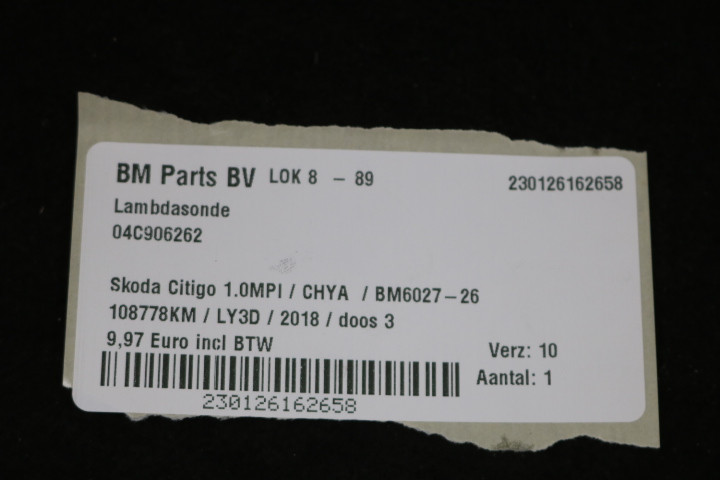 BM Parts BV LOK 8 - 89 230126162658
Lambdasonde
04C906262
Skoda Citigo 1.0MPI / CHYA / BM6027-26
108778KM / LY3D / 2018 / doos 3
9,97 Euro incl BTW
Verz: 10
Aantal: 1
230126162658